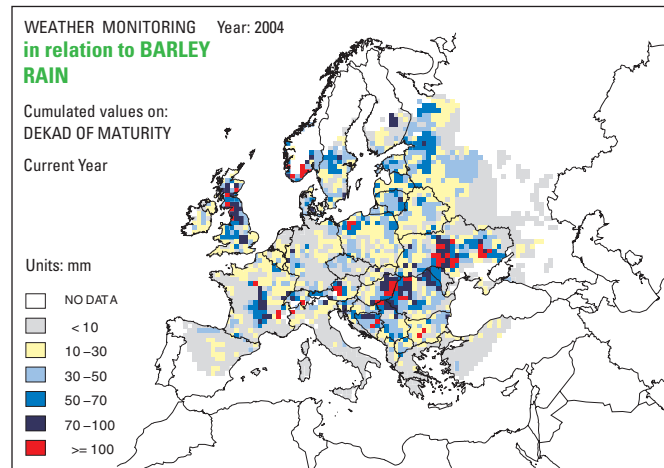 WEATHER MONITORING Year: 2004
in relation to BARLEY
RAIN
Cumulated values on:
DEKAD OF MATURITY
Current Year
Units: mm
NO DATA
< 10
10 – 30
30 – 50
50 – 70
70 – 100
>= 100